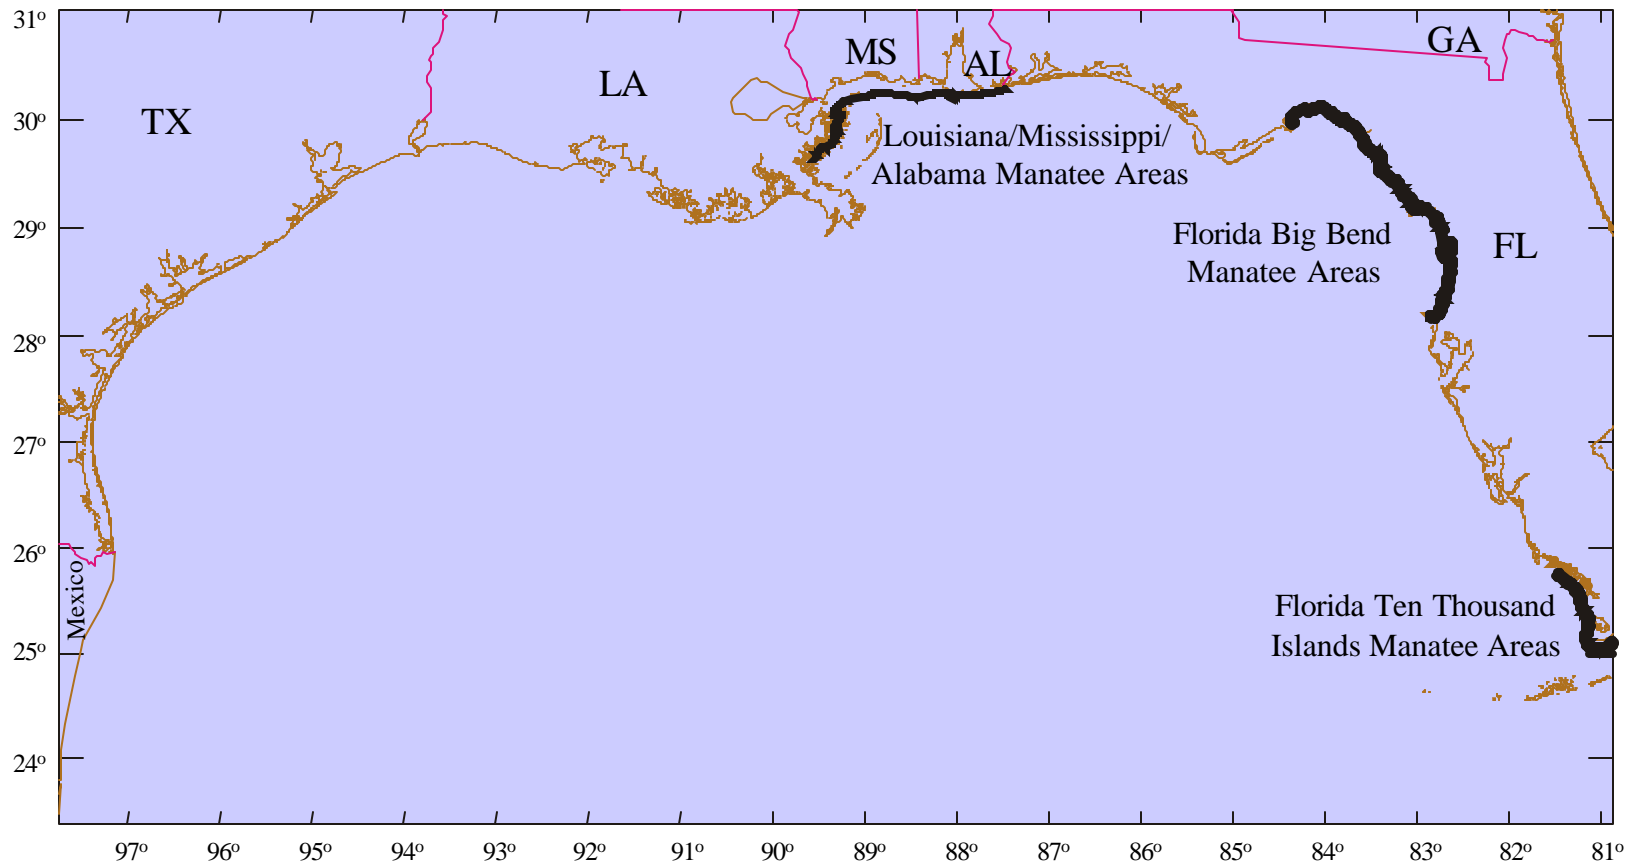 31º
30º
29º
28º
27º
26º
25º
24º
TX
LA
MS
AL
GA
FL
Mexico
Louisiana/Mississippi/
Alabama Manatee Areas
Florida Big Bend
Manatee Areas
Florida Ten Thousand
Islands Manatee Areas
97º 96º 95º 94º 93º 92º 91º 90º 89º 88º 87º 86º 85º 84º 83º 82º 81º